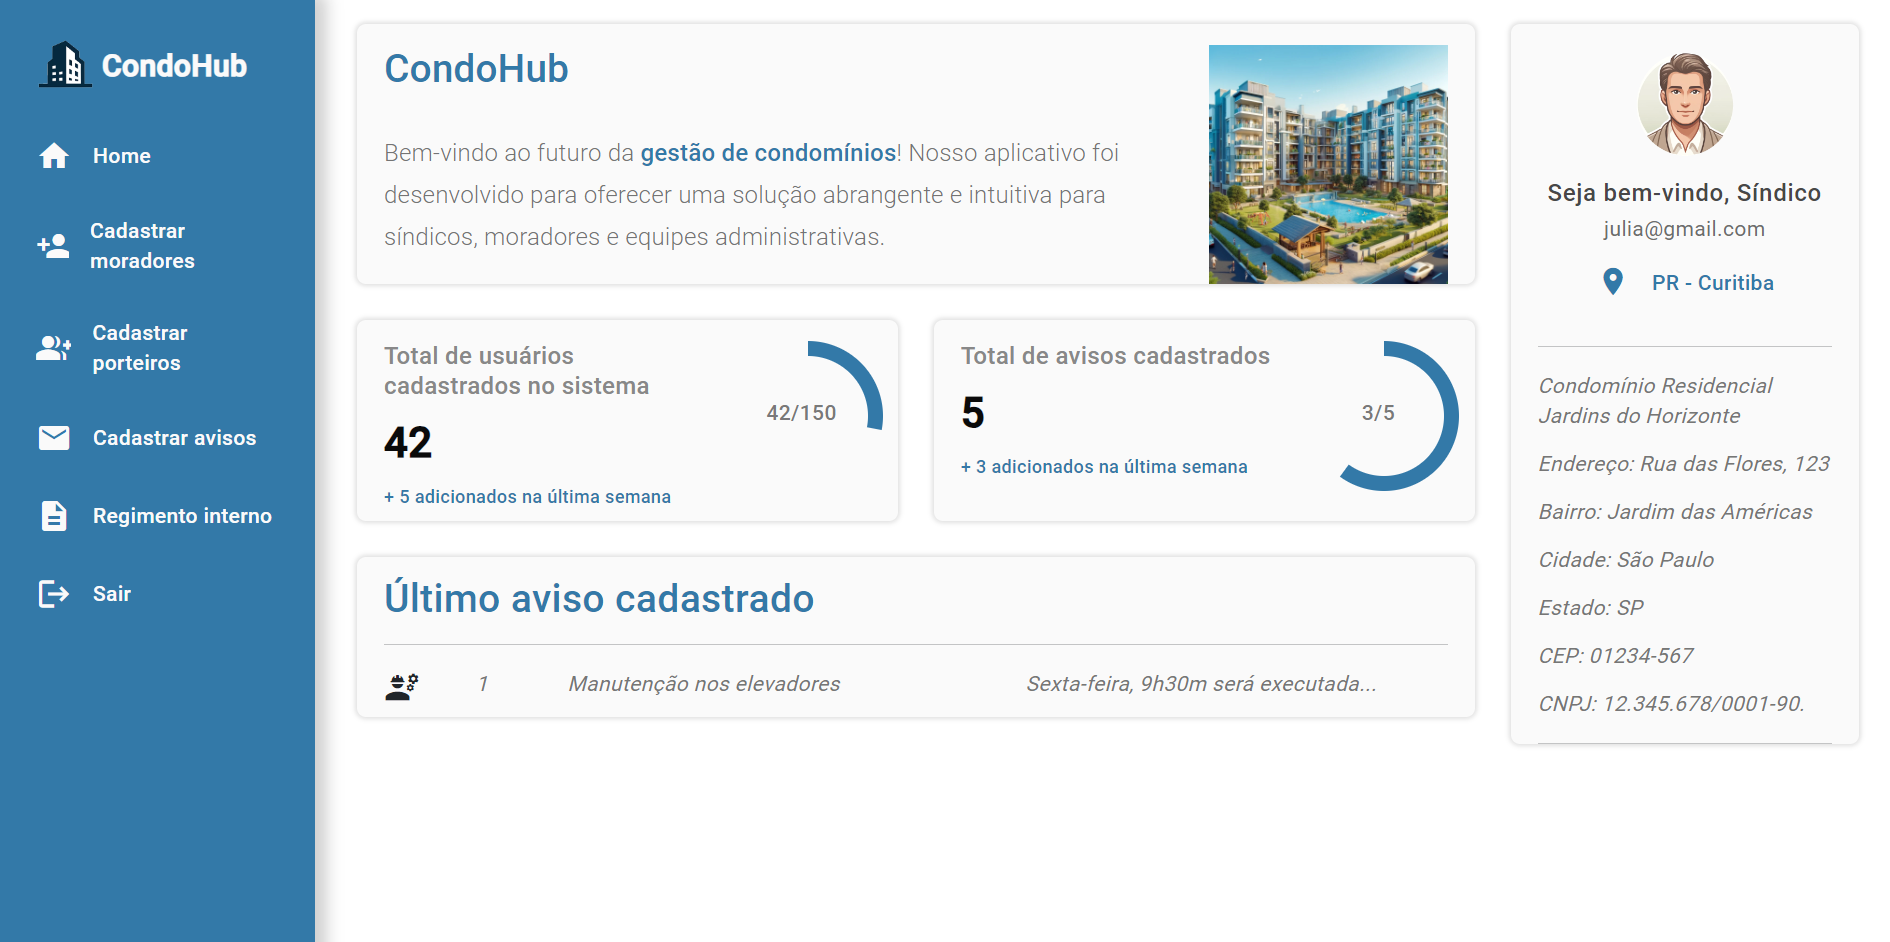 CondoHub
Home
Cadastrar
moradores
Cadastrar
porteiros
Cadastrar avisos
Regimento interno
Sair
CondoHub
Bem-vindo ao futuro da gestão de condomínios! Nosso aplicativo foi
desenvolvido para oferecer uma solução abrangente e intuitiva para
síndicos, moradores e equipes administrativas.
Total de usuários
cadastrados no sistema
42
+ 5 adicionados na última semana
42/150
Total de avisos cadastrados
5
+ 3 adicionados na última semana
3/5
Último aviso cadastrado
1 Manutenção nos elevadores Sexta-feira, 9h30m será executada...
Seja bem-vindo, Síndico
julia@gmail.com
PR - Curitiba
Condomínio Residencial
Jardins do Horizonte
Endereço: Rua das Flores, 123
Bairro: Jardim das Américas
Cidade: São Paulo
Estado: SP
CEP: 01234-567
CNPJ: 12.345.678/0001-90.